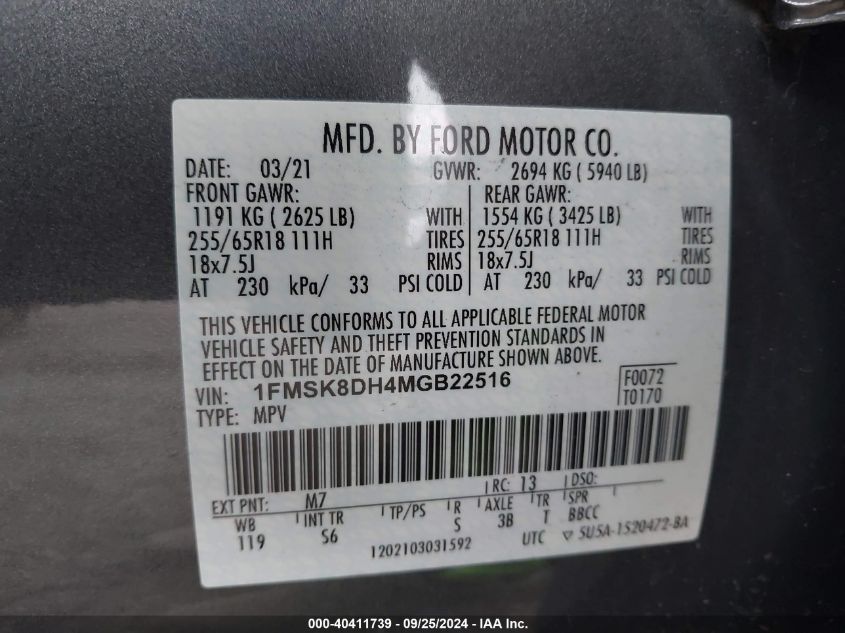 MFD. BY FORD MOTOR CO.
DATE: 03/21 GVWR: 2694 KG ( 5940 LB)
FRONT GAWR: REAR GAWR:
1191 KG ( 2625 LB) WITH 1554 KG ( 3425 LB) WITH
255/65R18 111H TIRES 255/65R18 111H TIRES
18x7.5J RIMS 18x7.5J RIMS
AT 230 kPa/ 33 PSI COLD AT 230 kPa/ 33 PSI COLD
THIS VEHICLE CONFORMS TO ALL APPLICABLE FEDERAL MOTOR
VEHICLE SAFETY AND THEFT PREVENTION STANDARDS IN
EFFECT ON THE DATE OF MANUFACTURE SHOWN ABOVE.
VIN: 1FMSK8DH4MGB22516 F0072
TYPE: MPV T0170
EXT PNT: M7 RC: 13 DSO:
WB INT TR TP/PS R AXLE TR SPR
119 S6 S 3B T BBCC
1202103031592 UTC ▽ 5U5A-1520472-BA
000-40411739 - 09/25/2024 - IAA Inc.